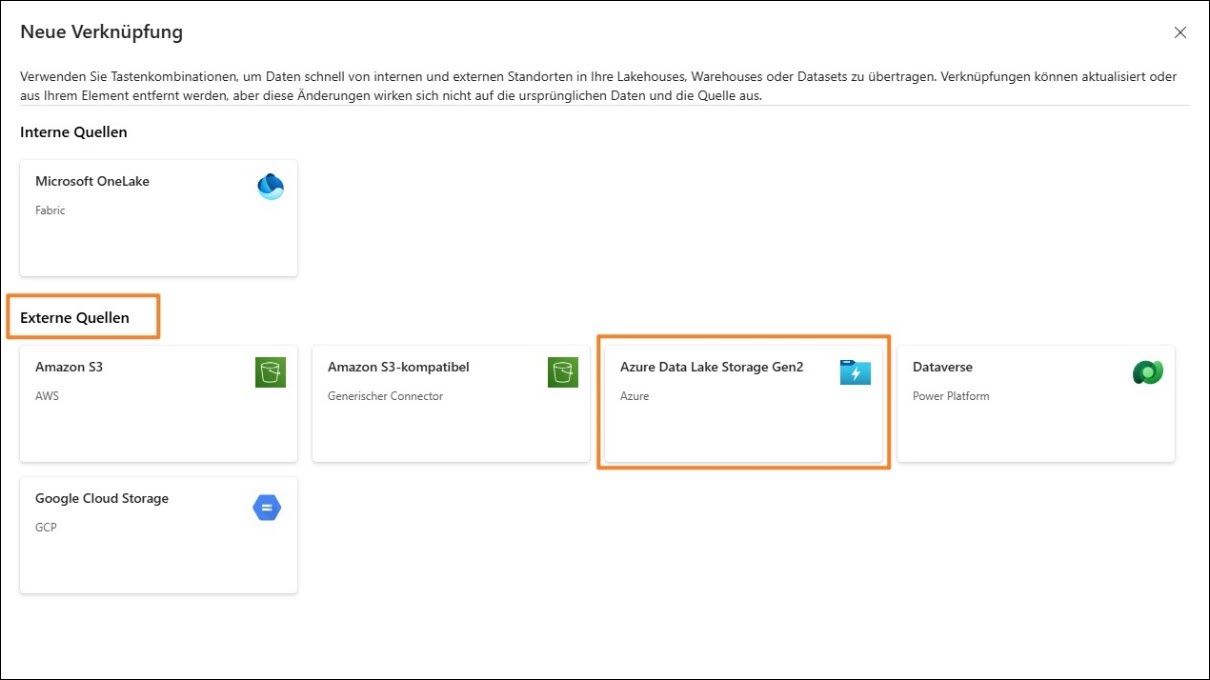 Neue Verknüpfung
Verwenden Sie Tastenkombinationen, um Daten schnell von internen und externen Standorten in Ihre Lakehouses, Warehouses oder Datasets zu übertragen. Verknüpfungen können aktualisiert oder
aus Ihrem Element entfernt werden, aber diese Änderungen wirken sich nicht auf die ursprünglichen Daten und die Quelle aus.
Interne Quellen
Microsoft OneLake
Fabric
Externe Quellen
Amazon S3
AWS
Amazon S3-kompatibel
Generischer Connector
Azure Data Lake Storage Gen2
Azure
Dataverse
Power Platform
Google Cloud Storage
GCP